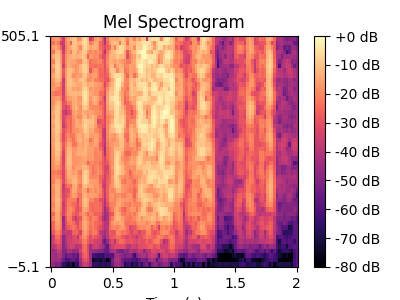 Mel Spectrogram
505.1
−5.1
0
0.5
1
1.5
2
+0 dB
-10 dB
-20 dB
-30 dB
-40 dB
-50 dB
-60 dB
-70 dB
-80 dB